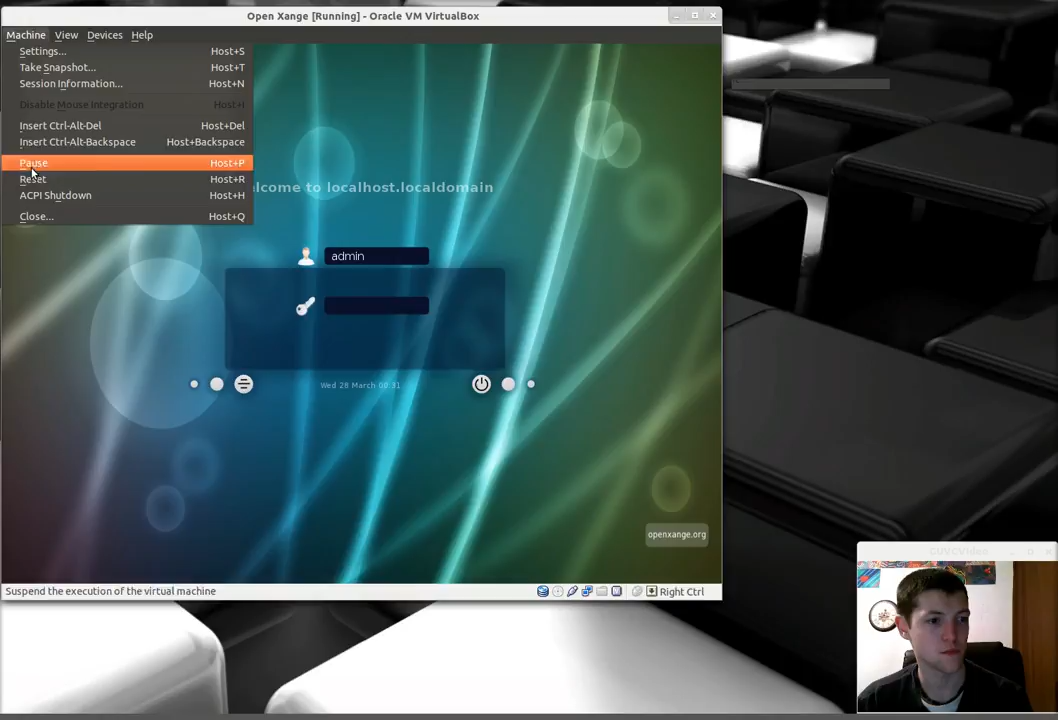 Open Xange [Running] - Oracle VM VirtualBox
Machine View Devices Help
Settings... Host+S
Take Snapshot... Host+T
Session Information... Host+N
Disable Mouse Integration Host+I
Insert Ctrl-Alt-Del Host+Del
Insert Ctrl-Alt-Backspace Host+Backspace
Pause Host+P
Reset Host+R
ACPI Shutdown Host+H
Close... Host+Q
lcome to localhost.localdomain
admin
Wed 28 March 00:31
openxange.org
Suspend the execution of the virtual machine
Right Ctrl